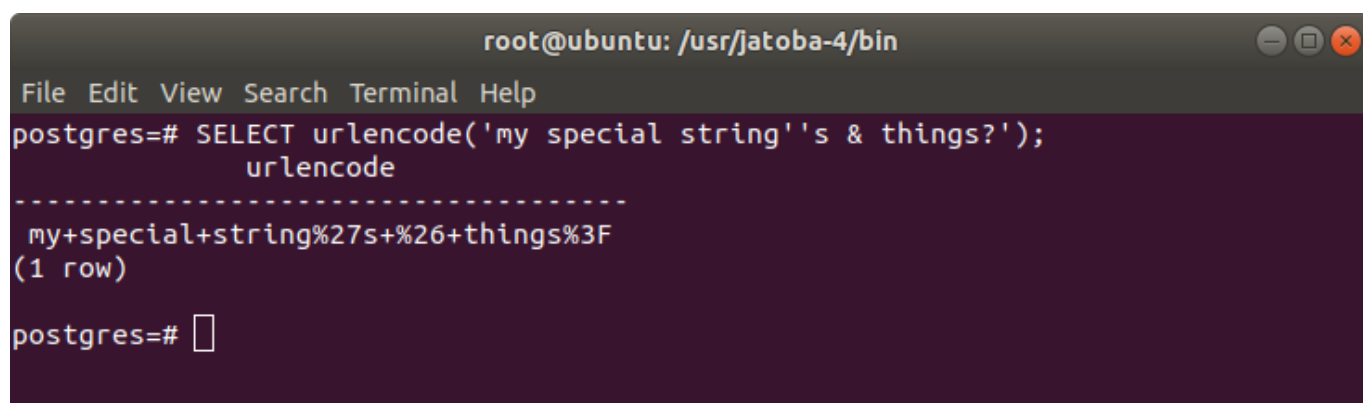 root@ubuntu: /usr/jatoba-4/bin
File Edit View Search Terminal Help
postgres=# SELECT urlencode('my special string''s & things?');
urlencode
-------------------------------------
my+special+string%27s+%26+things%3F
(1 row)
postgres=#